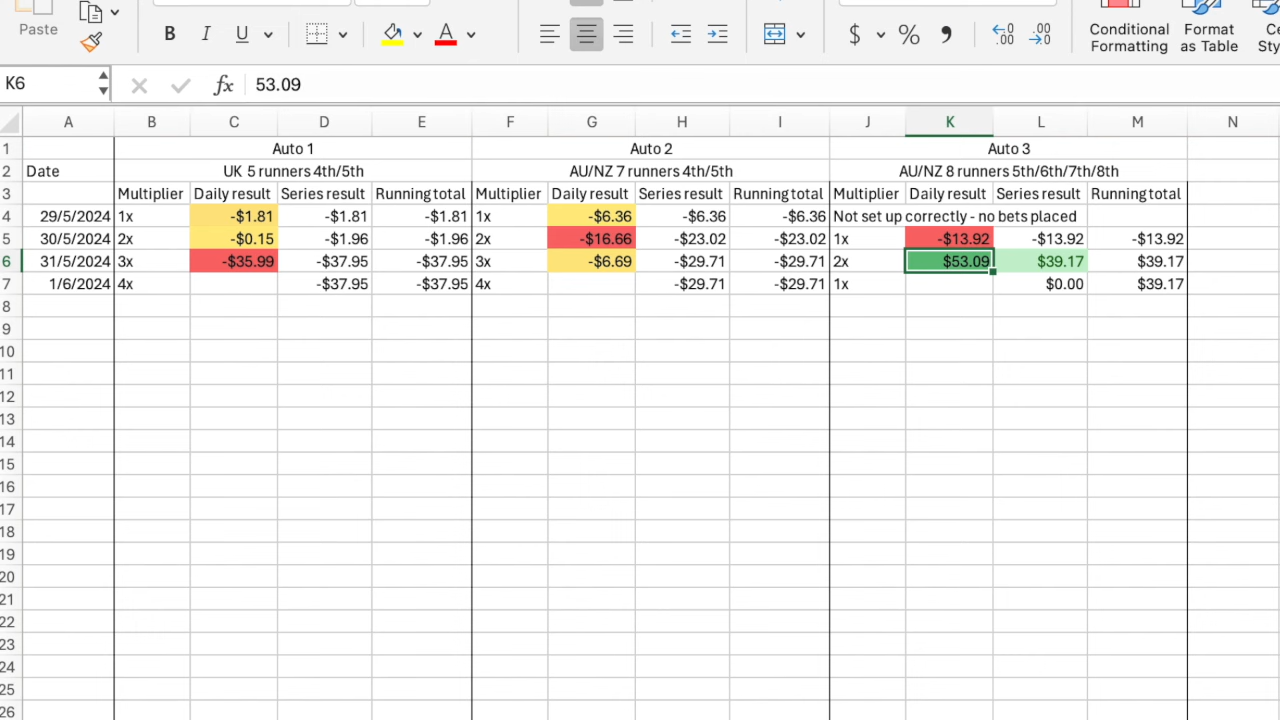 Paste
B I U A $ % 9 .00 .00 Conditional Formatting Format as Table
K6 fx 53.09
A B C D E F G H I J K L M N
1 Auto 1 Auto 2 Auto 3
2 Date UK 5 runners 4th/5th AU/NZ 7 runners 4th/5th AU/NZ 8 runners 5th/6th/7th/8th
3 Multiplier Daily result Series result Running total Multiplier Daily result Series result Running total Multiplier Daily result Series result Running total
4 29/5/2024 1x -$1.81 -$1.81 -$1.81 1x -$6.36 -$6.36 -$6.36 Not set up correctly - no bets placed
5 30/5/2024 2x -$0.15 -$1.96 -$1.96 2x -$16.66 -$23.02 -$23.02 1x -$13.92 -$13.92 -$13.92
6 31/5/2024 3x -$35.99 -$37.95 -$37.95 3x -$6.69 -$29.71 -$29.71 2x $53.09 $39.17 $39.17
7 1/6/2024 4x -$37.95 -$37.95 4x -$29.71 -$29.71 1x $0.00 $39.17
8
9
10
11
12
13
14
15
16
17
18
19
20
21
22
23
24
25
26